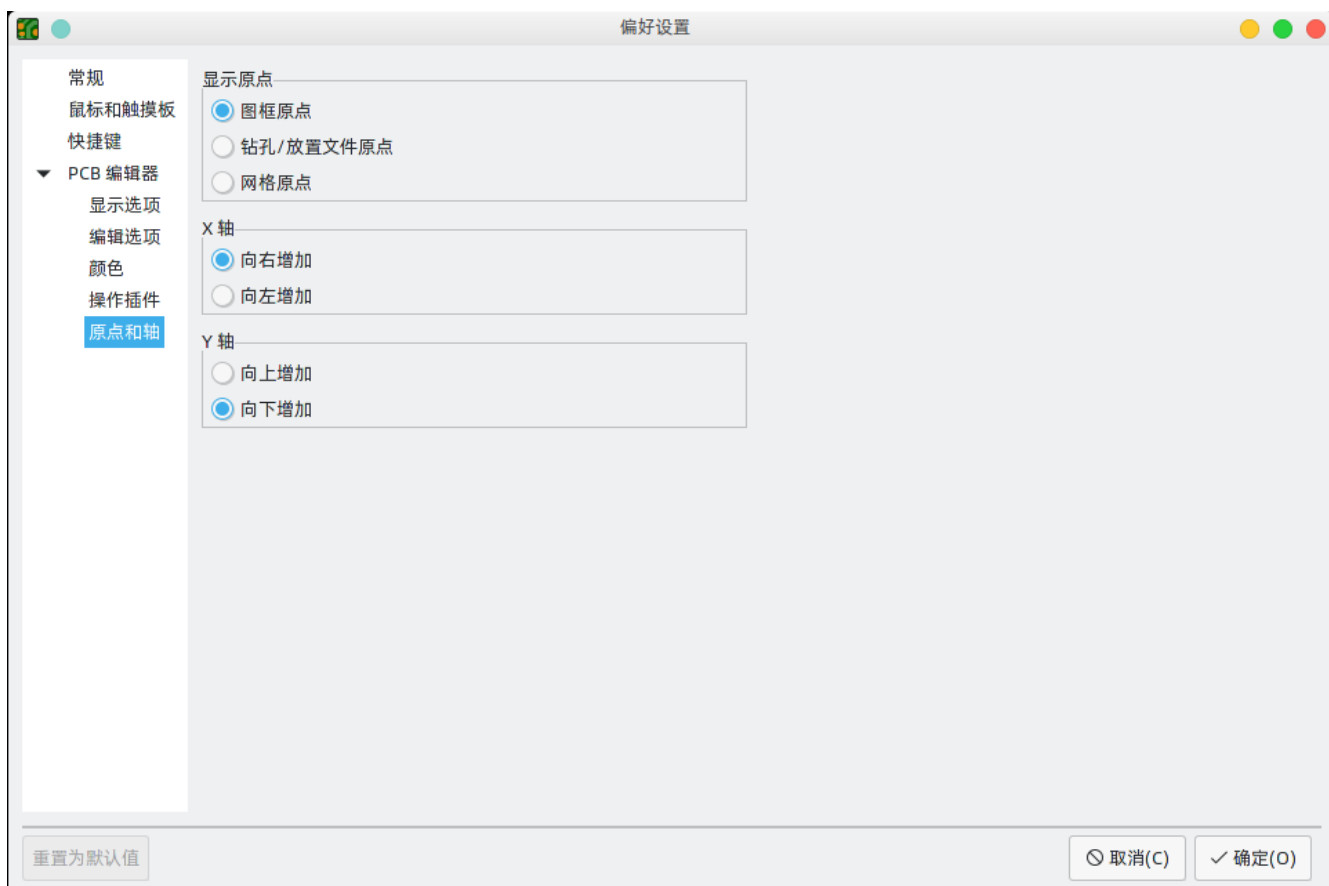 偏好设置
常规
鼠标和触摸板
快捷键
PCB 编辑器
显示选项
编辑选项
颜色
操作插件
原点和轴
显示原点
图框原点
钻孔/放置文件原点
网格原点
X 轴
向右增加
向左增加
Y 轴
向上增加
向下增加
重置为默认值
取消(C)
确定(O)